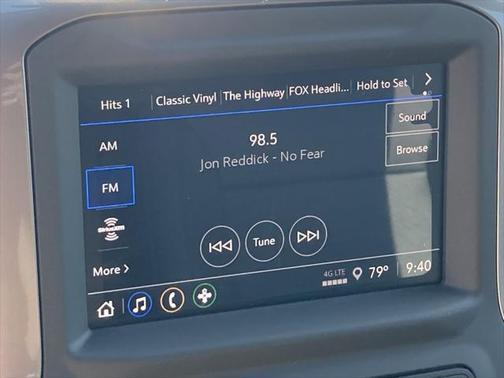 Hits 1 Classic Vinyl The Highway FOX Headli... Hold to Set
AM
98.5
Sound
Jon Reddick - No Fear
Browse
FM
SiriusXM
Tune
More
4G LTE
79° 9:40